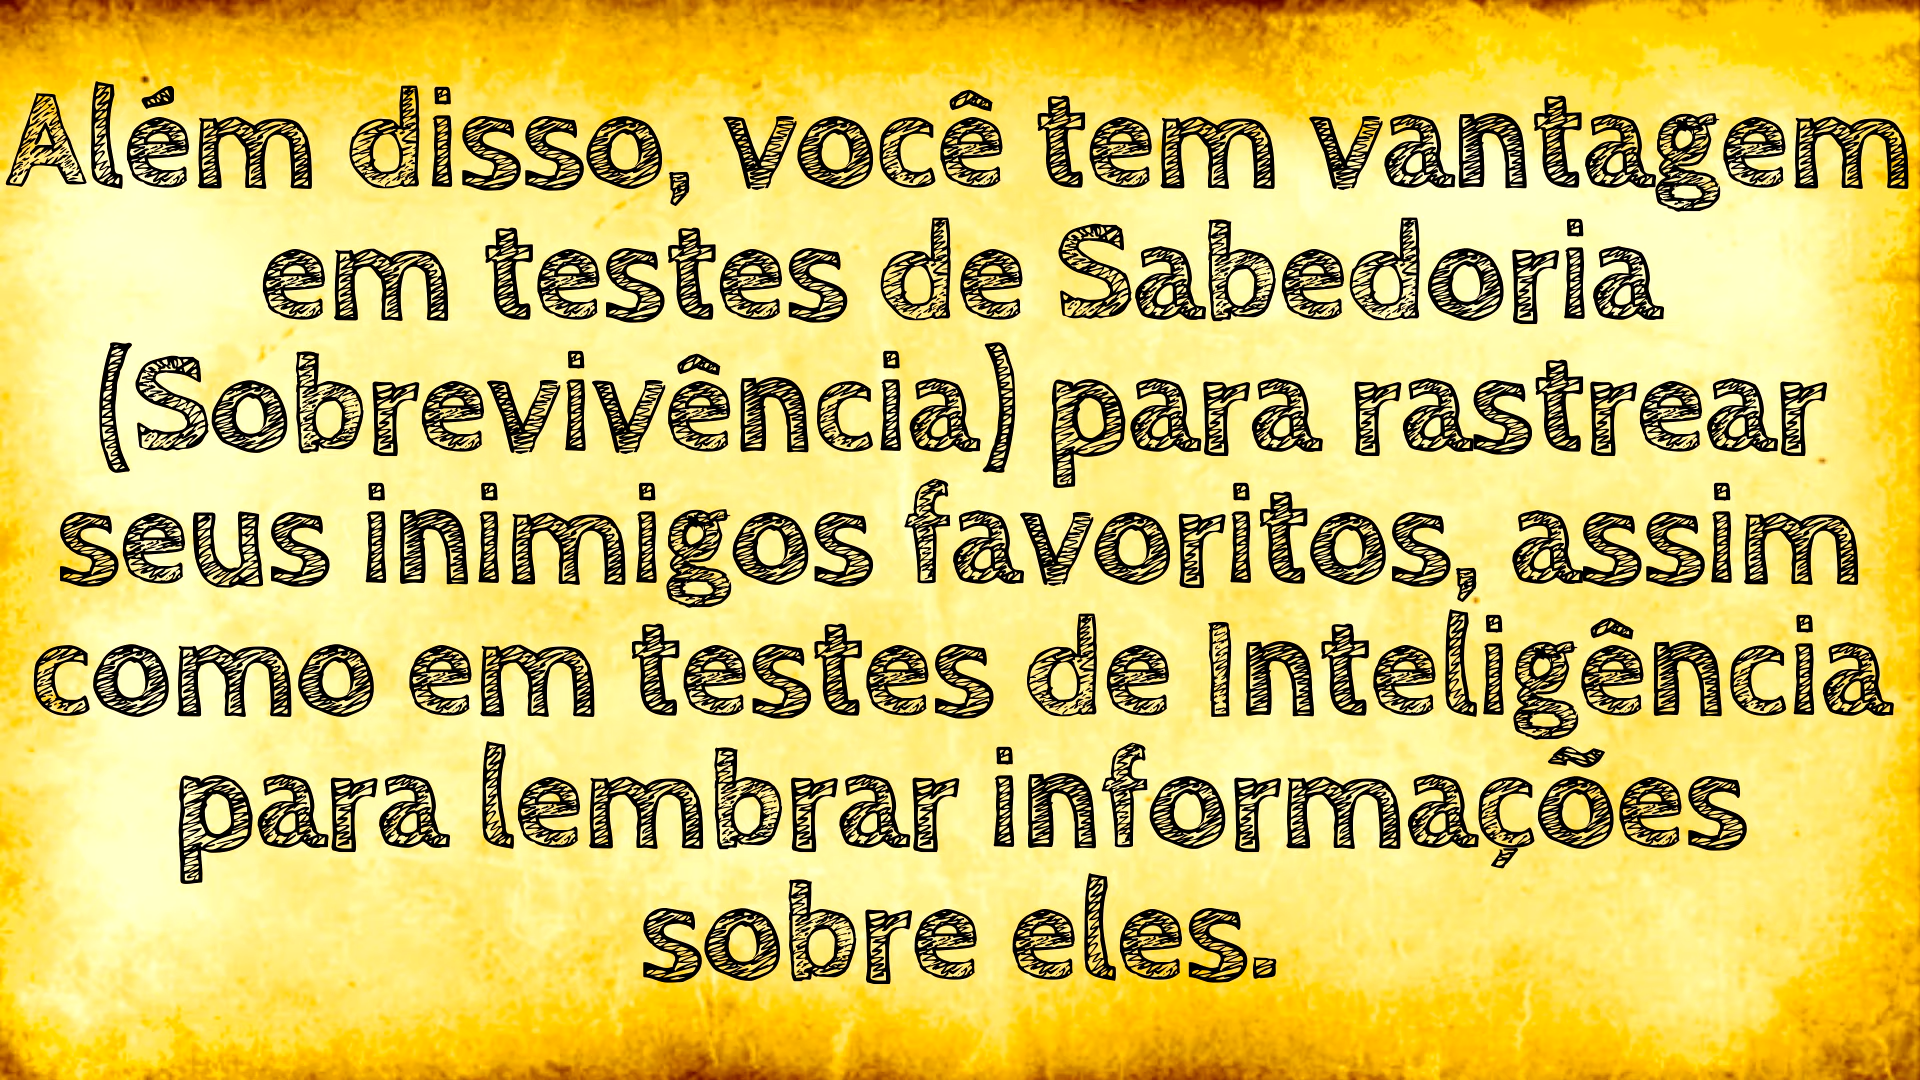 Além disso, você tem vantagem
em testes de Sabedoria
(Sobrevivência) para rastrear
seus inimigos favoritos, assim
como em testes de Inteligência
para lembrar informações
sobre eles.